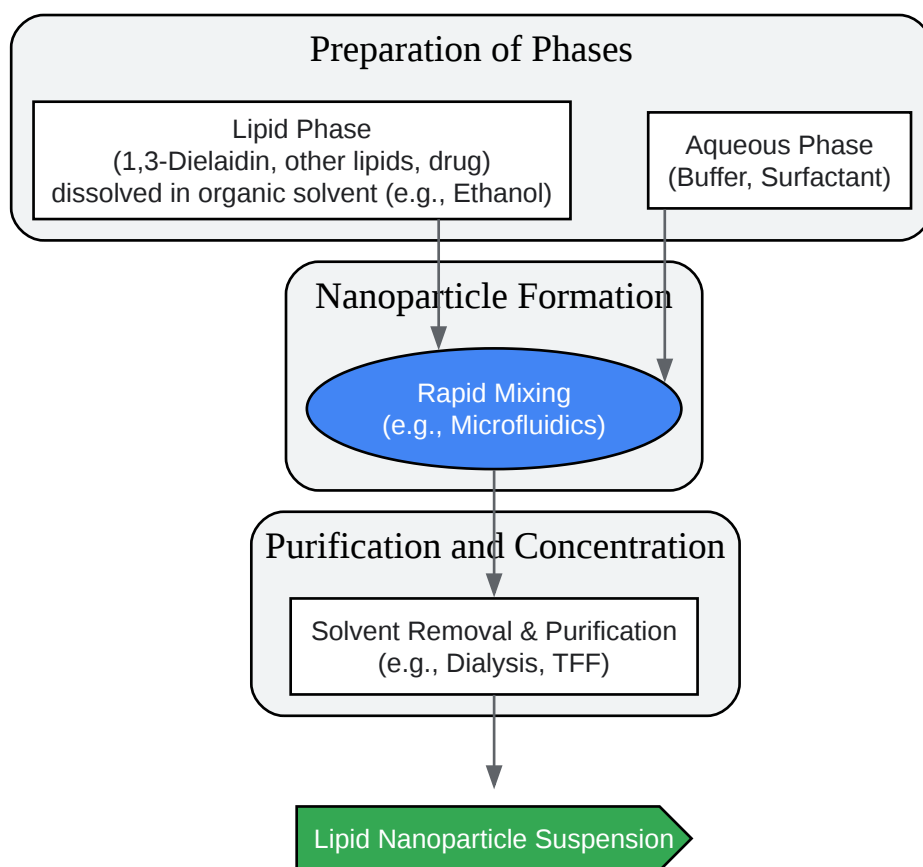 Preparation of Phases
Lipid Phase
(1,3-Dielaidin, other lipids, drug)
dissolved in organic solvent (e.g., Ethanol)
Aqueous Phase
(Buffer, Surfactant)
Nanoparticle Formation
Rapid Mixing
(e.g., Microfluidics)
Purification and Concentration
Solvent Removal & Purification
(e.g., Dialysis, TFF)
Lipid Nanoparticle Suspension